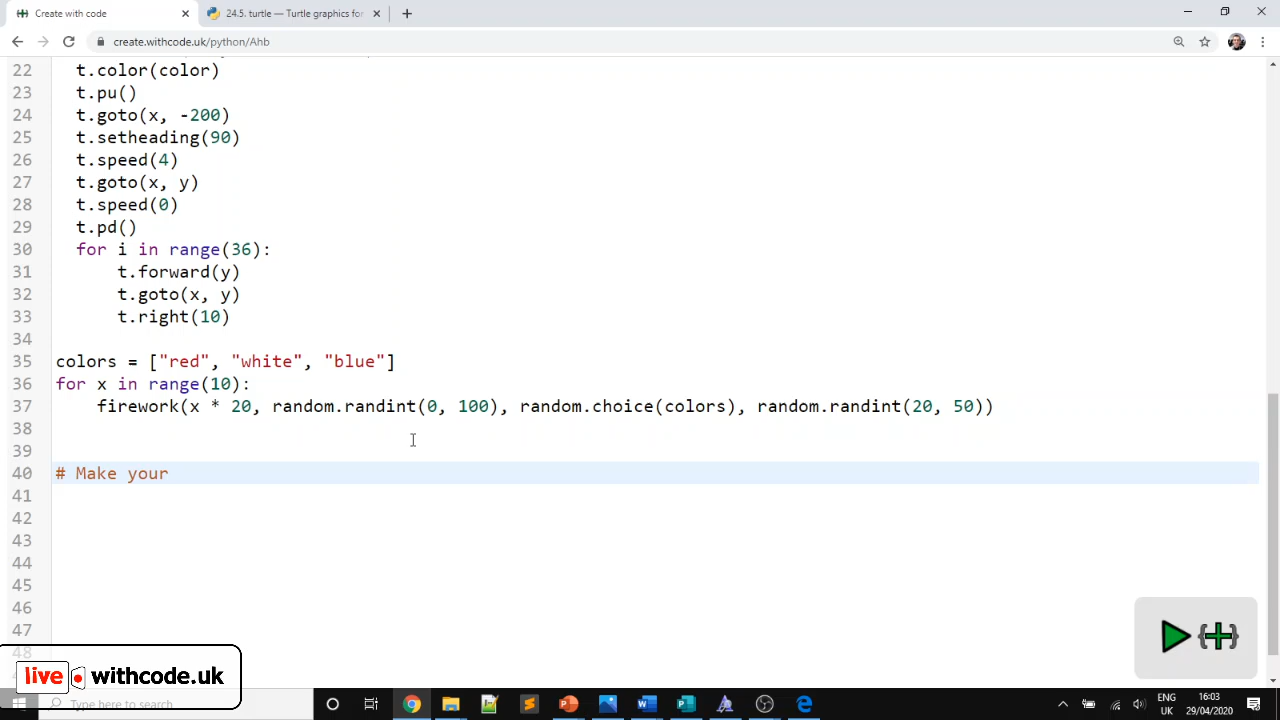 Create with code
24.5. turtle — Turtle graphics for
create.withcode.uk/python/Ahb
22 t.color(color)
23 t.pu()
24 t.goto(x, -200)
25 t.setheading(90)
26 t.speed(4)
27 t.goto(x, y)
28 t.speed(0)
29 t.pd()
30 for i in range(36):
31 t.forward(y)
32 t.goto(x, y)
33 t.right(10)
34
35 colors = ["red", "white", "blue"]
36 for x in range(10):
37 firework(x * 20, random.randint(0, 100), random.choice(colors), random.randint(20, 50))
38
39
40 # Make your
41
42
43
44
45
46
47
48
live withcode.uk
Type here to search
ENG
UK
16:03
29/04/2020